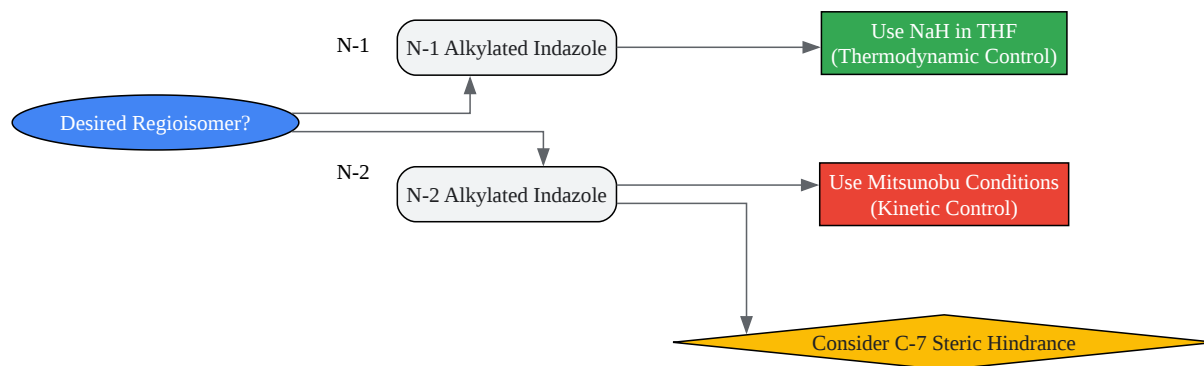 Desired Regioisomer?
N-1
N-1 Alkylated Indazole
Use NaH in THF
(Thermodynamic Control)
N-2
N-2 Alkylated Indazole
Use Mitsunobu Conditions
(Kinetic Control)
Consider C-7 Steric Hindrance